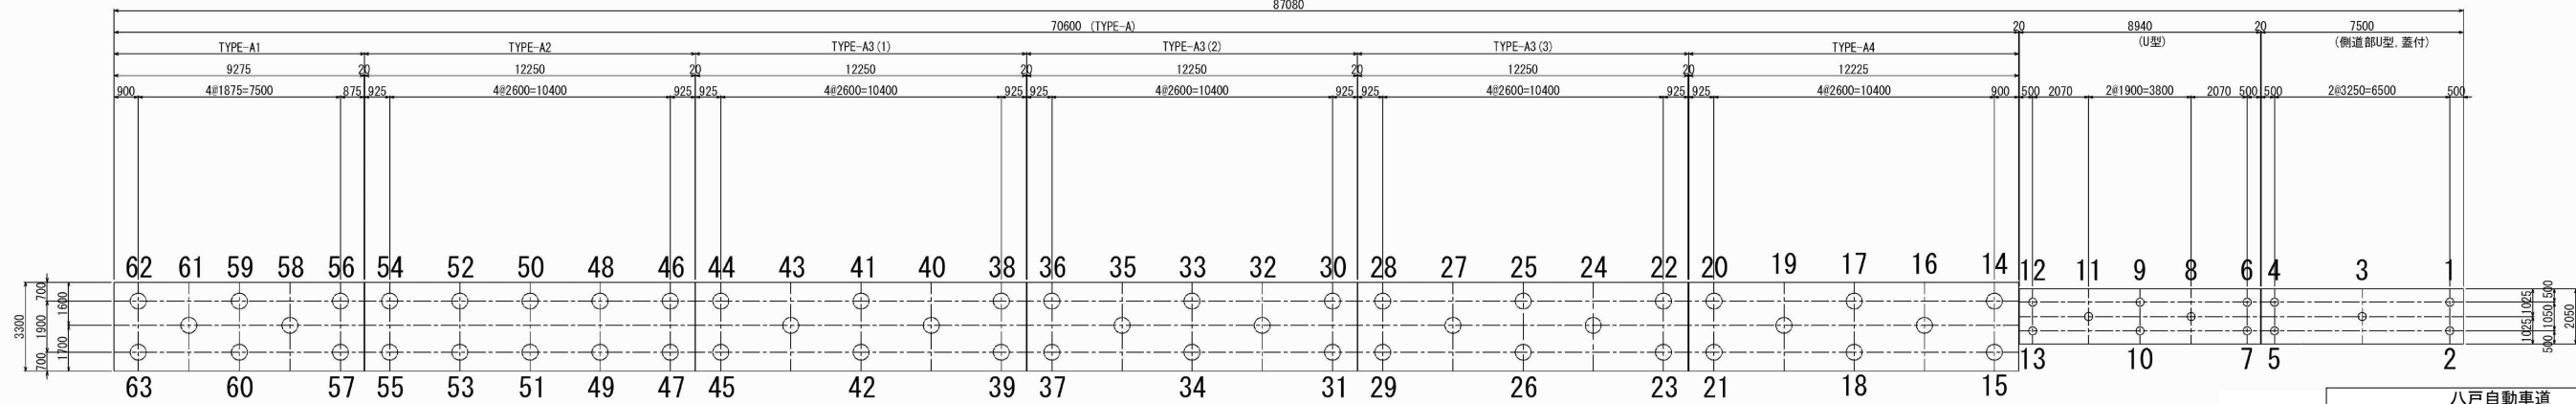 87080
70600 (TYPE-A) 20 8940 20 7500
TYPE-A1 TYPE-A2 TYPE-A3(1) TYPE-A3(2) TYPE-A3(3) TYPE-A4 (U型) (側道部U型, 蓋付)
9275 20 12250 20 12250 20 12250 20 12250 20 12225
900 4@1875=7500 875 925 4@2600=10400 925 925 4@2600=10400 925 925 4@2600=10400 925 925 4@2600=10400 925 925 4@2600=10400 900 500 2070 2@1900=3800 2070 500 500 2@3250=6500 500
62 61 59 58 56 54 52 50 48 46 44 43 41 40 38 36 35 33 32 30 28 27 25 24 22 20 19 17 16 14 12 11 9 8 6 4 3 1
3300
700 1900 700
1600 1700
1025 1025
500 1050 500
2050
63 60 57 55 53 51 49 47 45 42 39 37 34 31 29 26 23 21 18 15 13 10 7 5 2
八戸自動車道